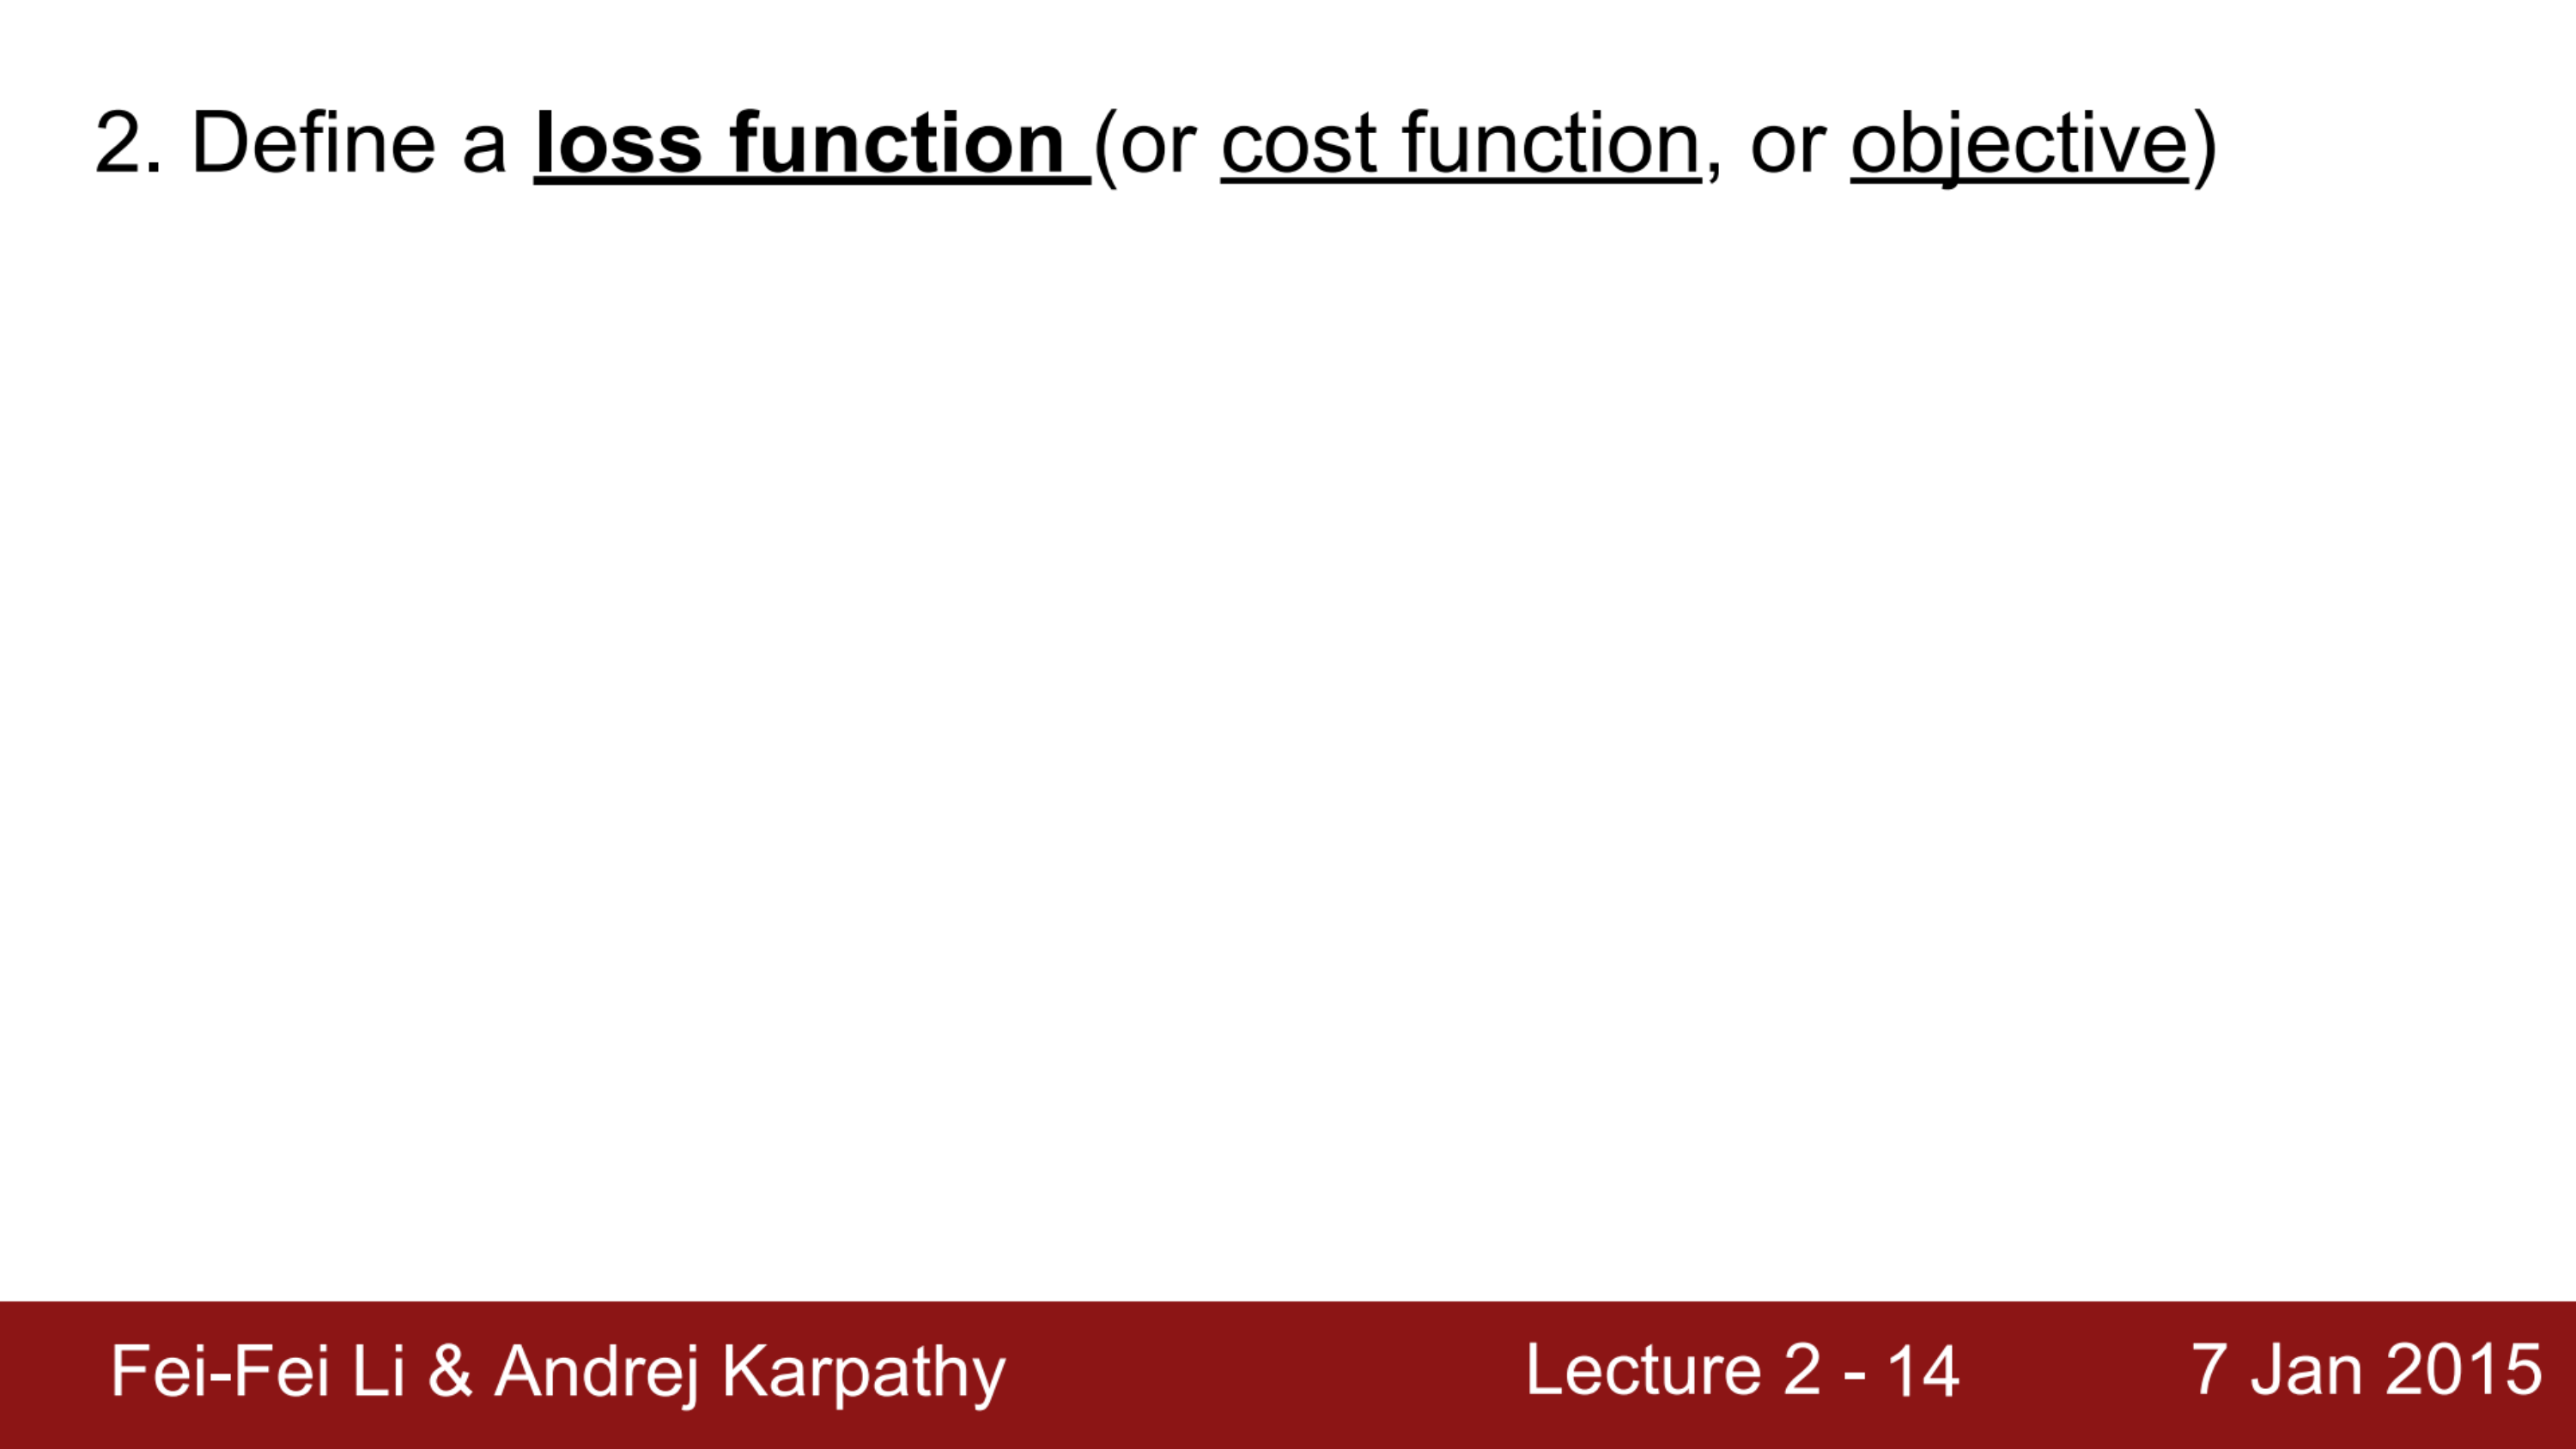 2. Define a loss function (or cost function, or objective)
Fei-Fei Li & Andrej Karpathy
Lecture 2 - 14
7 Jan 2015